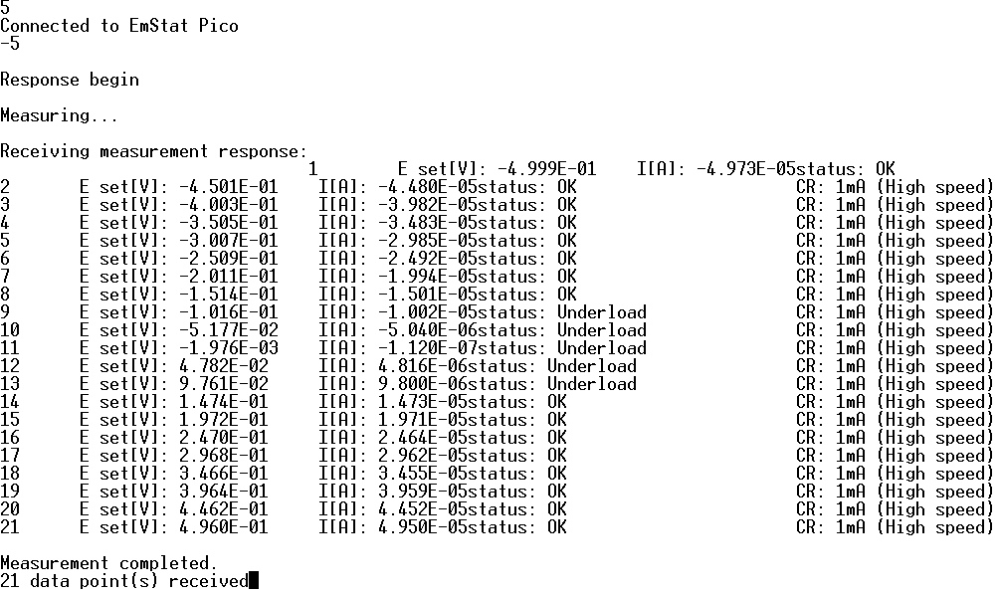 5
Connected to EmStat Pico
-5
Response begin
Measuring...
Receiving measurement response:
1 E set[V]: -4.999E-01 I[A]: -4.973E-05status: OK
2 E set[V]: -4.501E-01 I[A]: -4.480E-05status: OK CR: 1mA (High speed)
3 E set[V]: -4.003E-01 I[A]: -3.982E-05status: OK CR: 1mA (High speed)
4 E set[V]: -3.505E-01 I[A]: -3.483E-05status: OK CR: 1mA (High speed)
5 E set[V]: -3.007E-01 I[A]: -2.985E-05status: OK CR: 1mA (High speed)
6 E set[V]: -2.509E-01 I[A]: -2.492E-05status: OK CR: 1mA (High speed)
7 E set[V]: -2.011E-01 I[A]: -1.994E-05status: OK CR: 1mA (High speed)
8 E set[V]: -1.514E-01 I[A]: -1.501E-05status: OK CR: 1mA (High speed)
9 E set[V]: -1.016E-01 I[A]: -1.002E-05status: Underload CR: 1mA (High speed)
10 E set[V]: -5.177E-02 I[A]: -5.040E-06status: Underload CR: 1mA (High speed)
11 E set[V]: -1.976E-03 I[A]: -1.120E-07status: Underload CR: 1mA (High speed)
12 E set[V]: 4.782E-02 I[A]: 4.816E-06status: Underload CR: 1mA (High speed)
13 E set[V]: 9.761E-02 I[A]: 9.800E-06status: Underload CR: 1mA (High speed)
14 E set[V]: 1.474E-01 I[A]: 1.473E-05status: OK CR: 1mA (High speed)
15 E set[V]: 1.972E-01 I[A]: 1.971E-05status: OK CR: 1mA (High speed)
16 E set[V]: 2.470E-01 I[A]: 2.464E-05status: OK CR: 1mA (High speed)
17 E set[V]: 2.968E-01 I[A]: 2.962E-05status: OK CR: 1mA (High speed)
18 E set[V]: 3.466E-01 I[A]: 3.455E-05status: OK CR: 1mA (High speed)
19 E set[V]: 3.964E-01 I[A]: 3.959E-05status: OK CR: 1mA (High speed)
20 E set[V]: 4.462E-01 I[A]: 4.452E-05status: OK CR: 1mA (High speed)
21 E set[V]: 4.960E-01 I[A]: 4.950E-05status: OK CR: 1mA (High speed)
Measurement completed.
21 data point(s) received